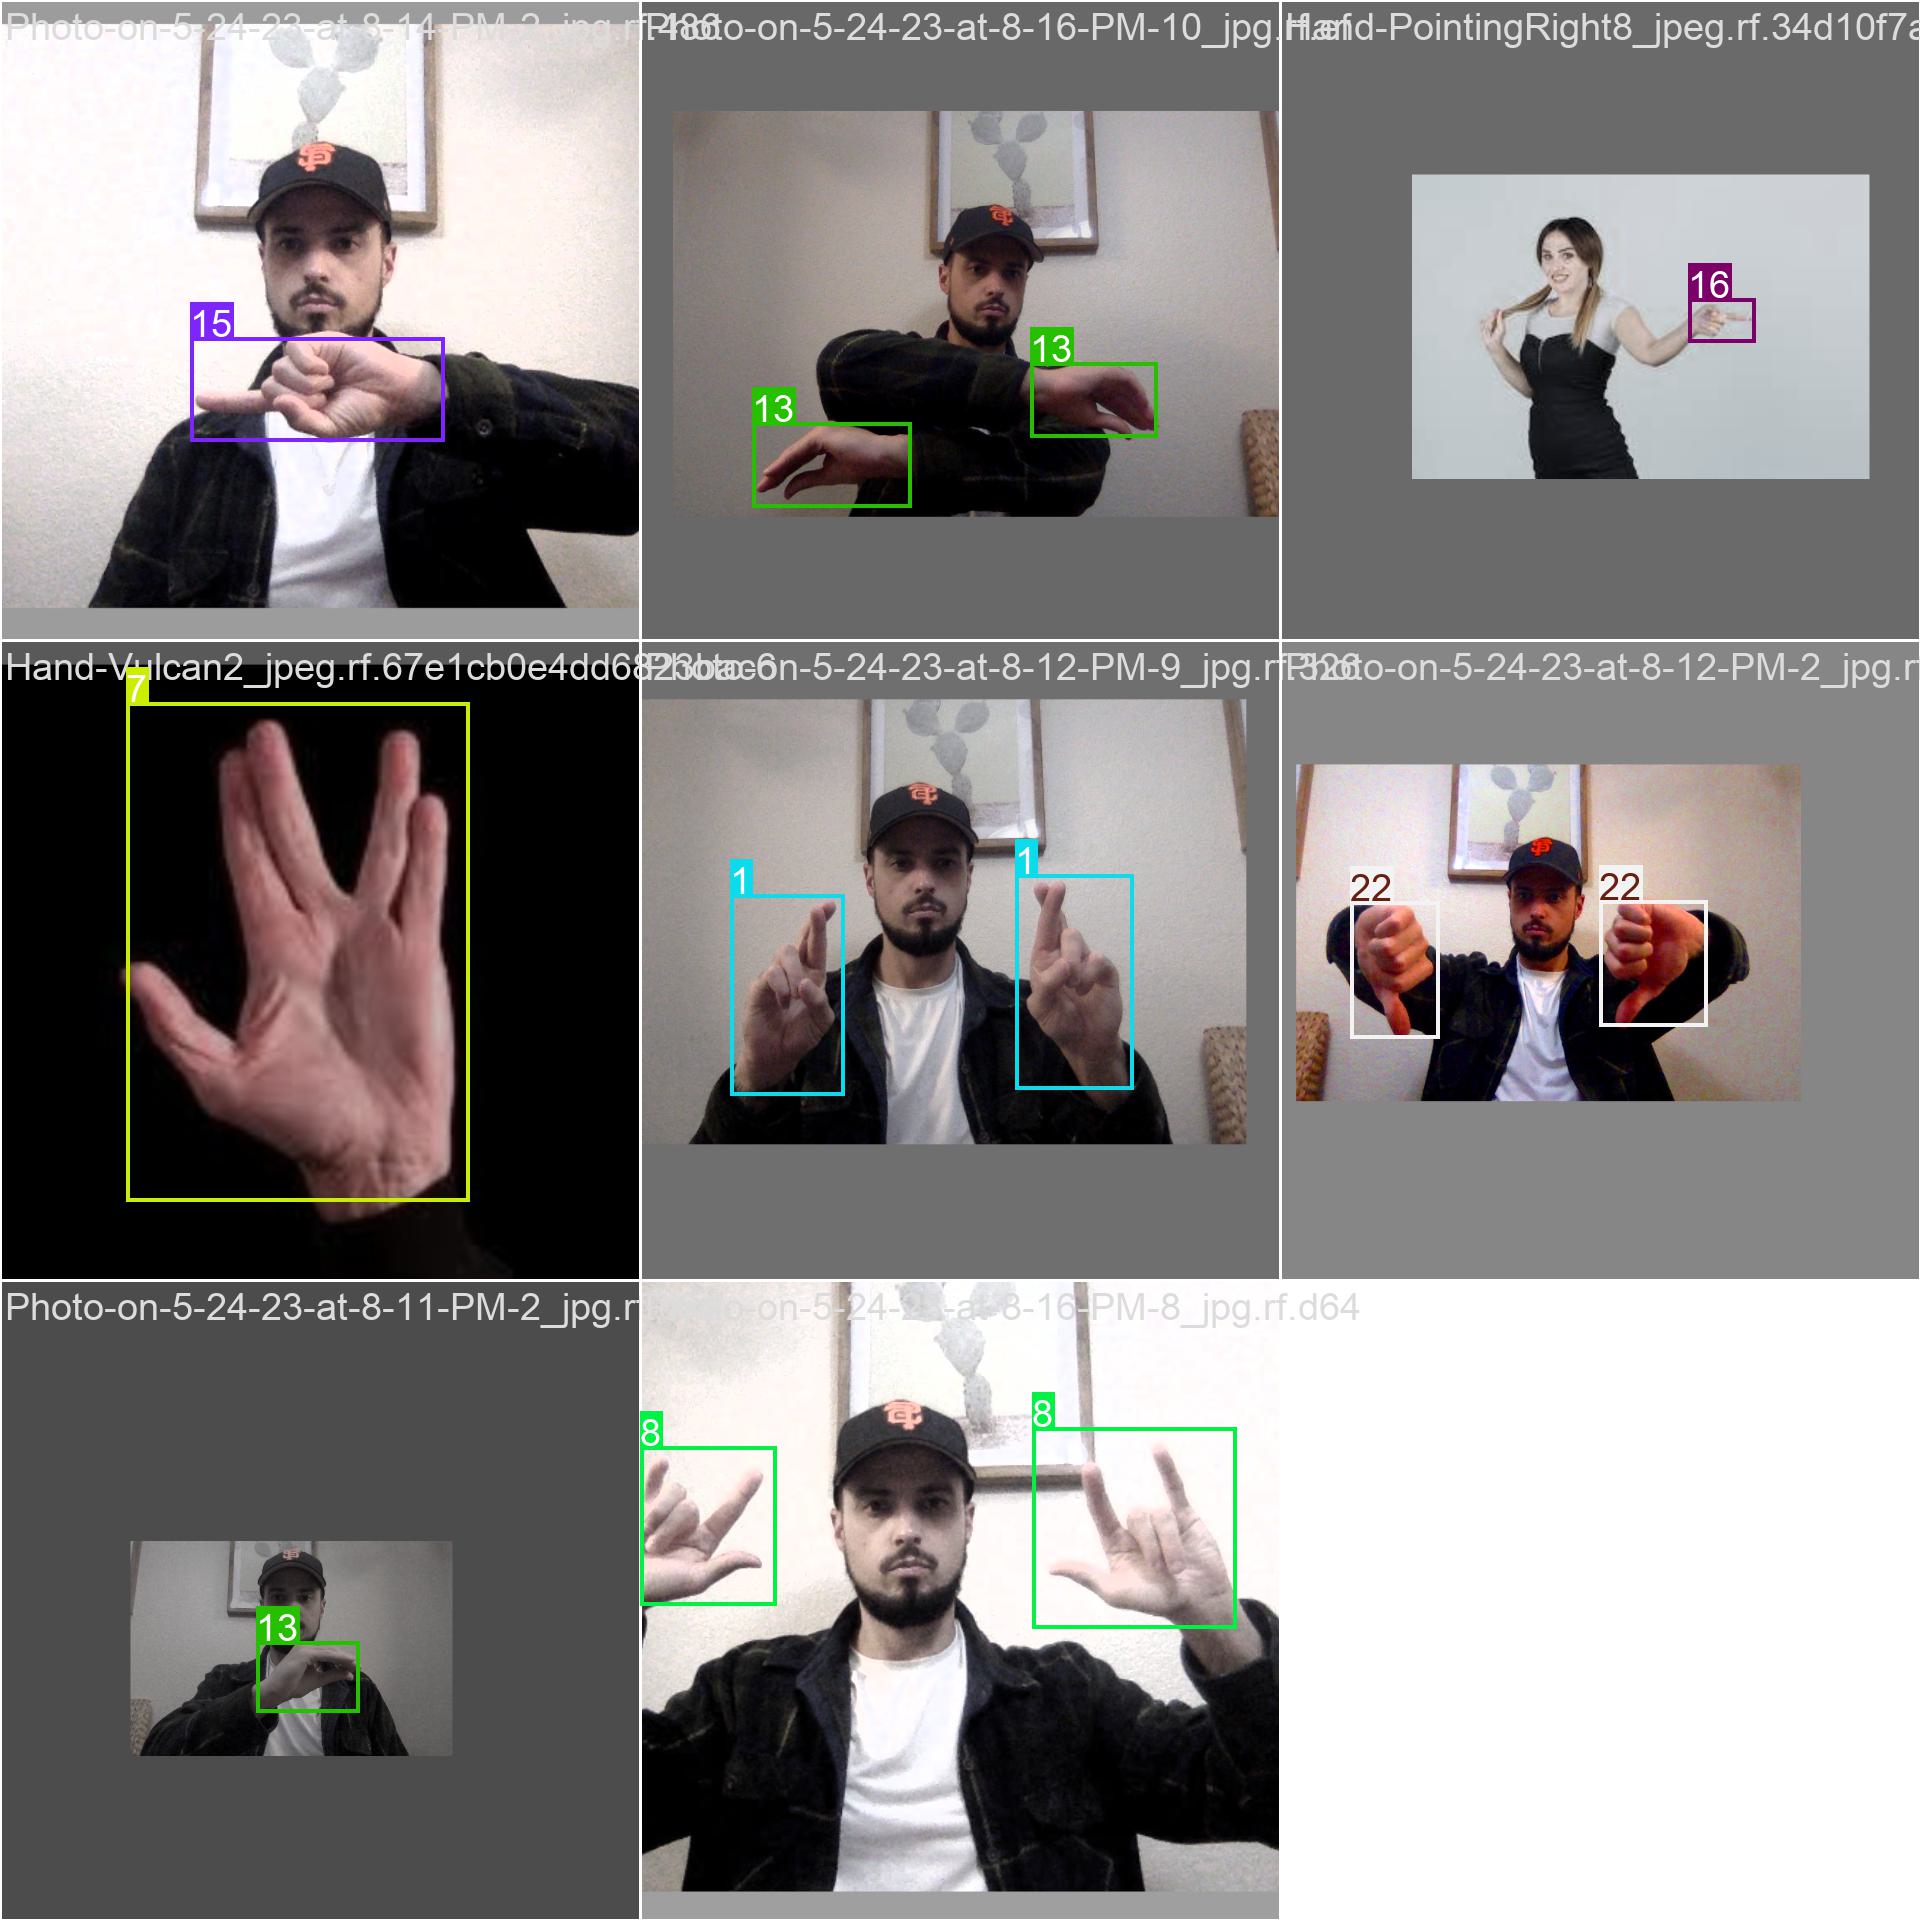 Photo-on-5-24-23-at-8-14-PM-2_jpg.rf.486
Photo-on-5-24-23-at-8-16-PM-10_jpg.rf.ef
Hand-PointingRight8_jpeg.rf.34d10f7a
15
13
13
16
Hand-Vulcan2_jpeg.rf.67e1cb0e4dd6823bac6
Photo-on-5-24-23-at-8-12-PM-9_jpg.rf.526
Photo-on-5-24-23-at-8-12-PM-2_jpg.r
7
1
1
22
22
Photo-on-5-24-23-at-8-11-PM-2_jpg.r
-on-5-24-23-at-8-16-PM-8_jpg.rf.d64
13
8
8